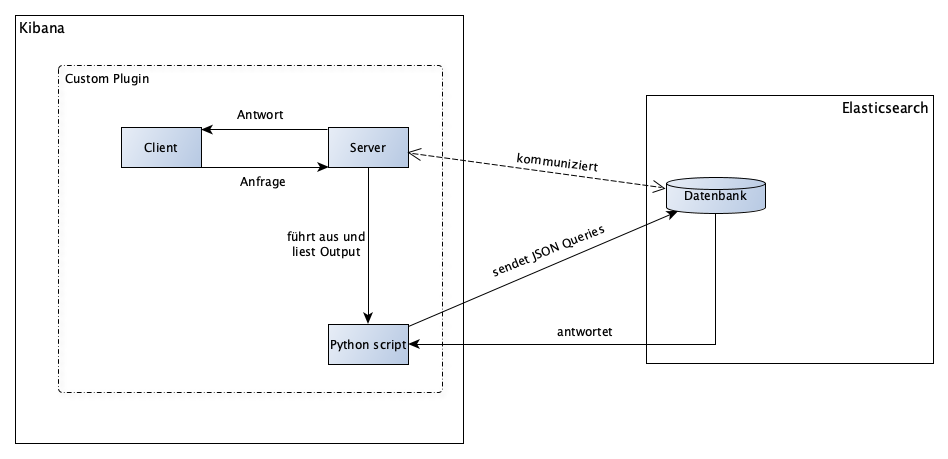 Kibana
Custom Plugin
Elasticsearch
Antwort
Client
Server
Anfrage
kommuniziert
Datenbank
führt aus und
liest Output
sendet JSON Queries
antwortet
Python script